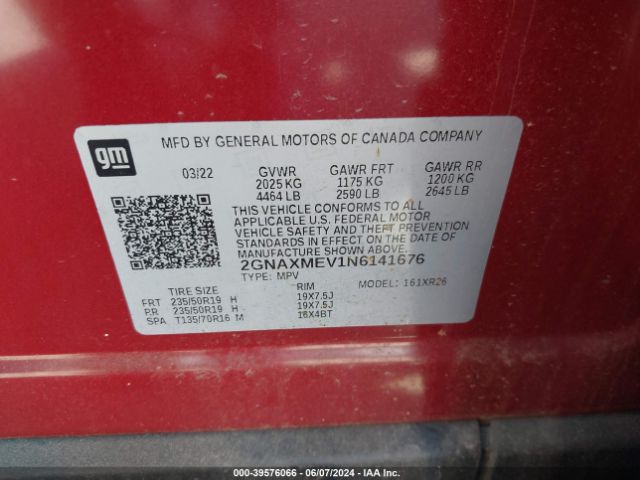 gm
MFD BY GENERAL MOTORS OF CANADA COMPANY
03/22 GVWR GAWR FRT GAWR RR
2025 KG 1175 KG 1200 KG
4464 LB 2590 LB 2645 LB
THIS VEHICLE CONFORMS TO ALL
APPLICABLE U.S. FEDERAL MOTOR
VEHICLE SAFETY AND THEFT PREVENTION
STANDARDS IN EFFECT ON THE DATE OF
MANUFACTURE SHOWN ABOVE.
2GNAXMEV1N6141676
TYPE: MPV MODEL: 161XR26
TIRE SIZE RIM
FRT 235/50R19 H 19X7.5J
RR 235/50R19 H 19X7.5J
SPA T135/70R16 M 16X4BT
000-39576066 - 06/07/2024 - IAA Inc.